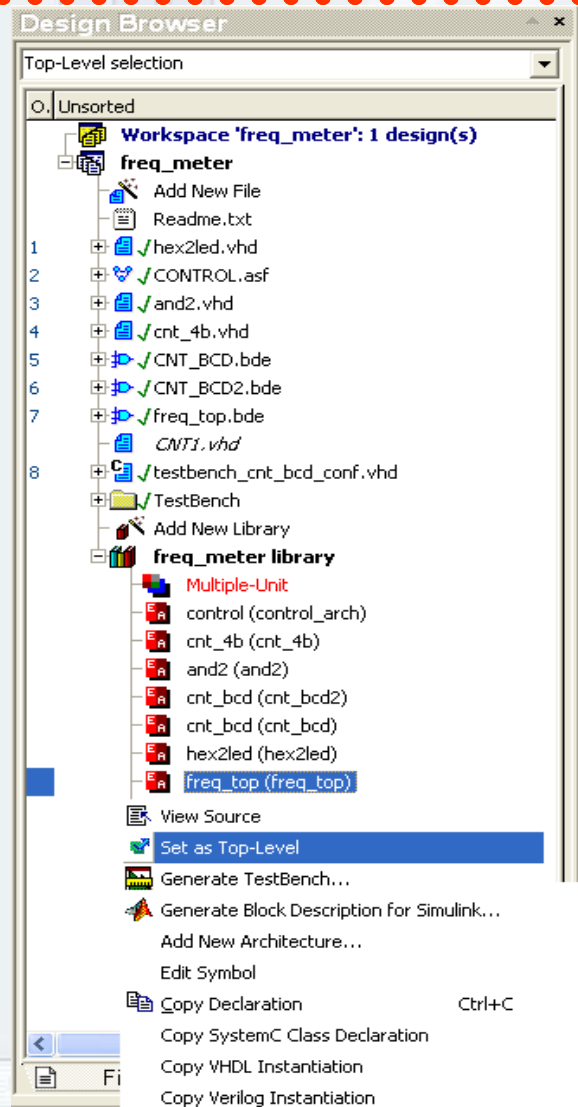 Design Browser
Top-Level selection
O. Unsorted
Workspace 'freq_meter': 1 design(s)
freq_meter
Add New File
Readme.txt
1 hex2led.vhd
2 CONTROL.asf
3 and2.vhd
4 cnt_4b.vhd
5 CNT_BCD.bde
6 CNT_BCD2.bde
7 freq_top.bde
CNT1.vhd
8 testbench_cnt_bcd_conf.vhd
TestBench
Add New Library
freq_meter library
Multiple-Unit
control (control_arch)
cnt_4b (cnt_4b)
and2 (and2)
cnt_bcd (cnt_bcd2)
cnt_bcd (cnt_bcd)
hex2led (hex2led)
freq_top (freq_top)
View Source
Set as Top-Level
Generate TestBench...
Generate Block Description for Simulink...
Add New Architecture...
Edit Symbol
Copy Declaration Ctrl+C
Copy SystemC Class Declaration
Copy VHDL Instantiation
Copy Verilog Instantiation